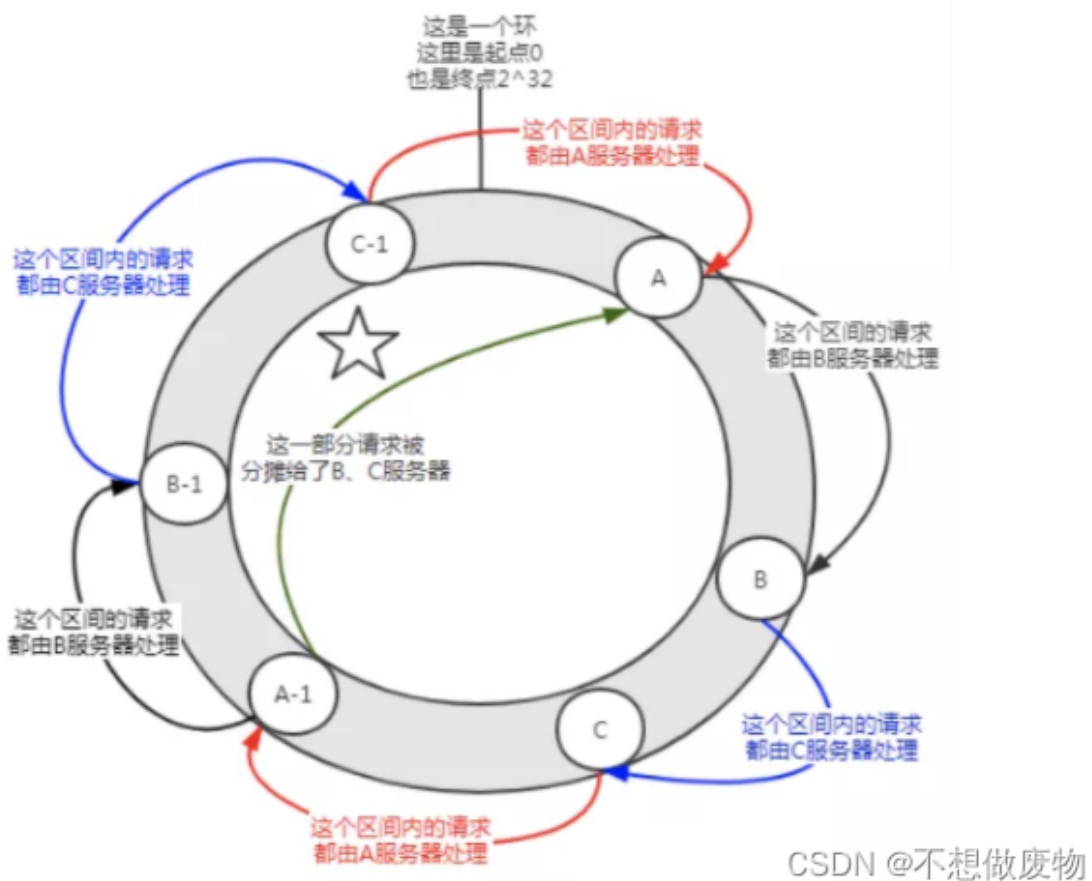 这是一个环
这里是起点0
也是终点2^32
这个区间内的请求
都由A服务器处理
C-1
A
这个区间内的请求
都由C服务器处理
这个区间的请求
都由B服务器处理
这一部分请求被
分摊给了B、C服务器
B-1
B
这个区间的请求
都由B服务器处理
A-1
C
这个区间内的请求
都由C服务器处理
这个区间内的请求
都由A服务器处理
CSDN @不想做废物